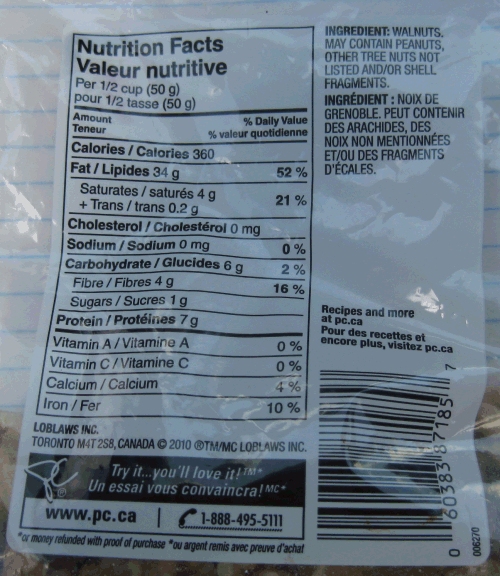 Nutrition Facts
Valeur nutritive
Per 1/2 cup (50 g)
pour 1/2 tasse (50 g)
Amount % Daily Value
Teneur % valeur quotidienne
Calories / Calories 360
Fat / Lipides 34 g 52 %
Saturates / saturés 4 g
+ Trans / trans 0.2 g 21 %
Cholesterol / Cholestérol 0 mg
Sodium / Sodium 0 mg 0 %
Carbohydrate / Glucides 6 g 2 %
Fibre / Fibres 4 g 16 %
Sugars / Sucres 1 g
Protein / Protéines 7 g
Vitamin A / Vitamine A 0 %
Vitamin C / Vitamine C 0 %
Calcium / Calcium 4 %
Iron / Fer 10 %
LOBLAWS INC.
TORONTO M4T 2S8, CANADA © 2010 ®TM/MC LOBLAWS INC.
pc®
Try it...you'll love it!™*
Un essai vous convaincra! MC*
www.pc.ca | 1-888-495-5111
*or money refunded with proof of purchase *ou argent remis avec preuve d'achat
INGREDIENT: WALNUTS.
MAY CONTAIN PEANUTS,
OTHER TREE NUTS NOT
LISTED AND/OR SHELL
FRAGMENTS.
INGRÉDIENT : NOIX DE
GRENOBLE. PEUT CONTENIR
DES ARACHIDES, DES
NOIX NON MENTIONNÉES
ET/OU DES FRAGMENTS
D'ÉCALES.
Recipes and more
at pc.ca
Pour des recettes et
encore plus, visitez pc.ca
0 60383 87185 7
006270